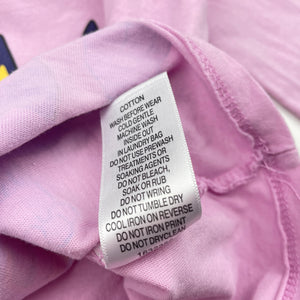 COTTON
WASH BEFORE WEAR
COLD GENTLE
MACHINE WASH
INSIDE OUT
IN LAUNDRY BAG
DO NOT USE PREWASH
TREATMENTS OR
SOAKING AGENTS
DO NOT BLEACH,
SOAK OR RUB
DO NOT WRING
DO NOT TUMBLE DRY
COOL IRON ON REVERSE
DO NOT IRON PRINT
DO NOT DRYCLEAN